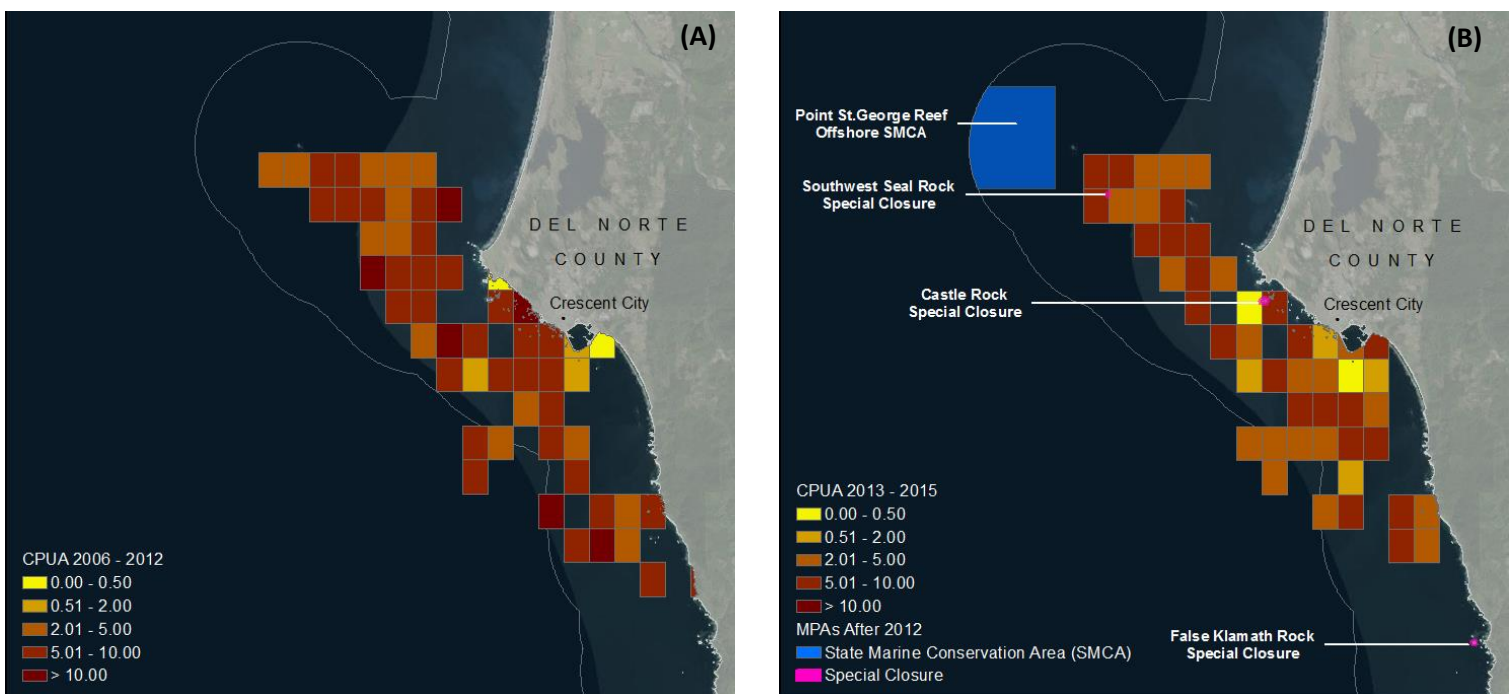 (A)
DEL NORTE
COUNTY
Crescent City
CPUA 2006 - 2012
0.00 - 0.50
0.51 - 2.00
2.01 - 5.00
5.01 - 10.00
> 10.00
(B)
Point St.George Reef
Offshore SMCA
Southwest Seal Rock
Special Closure
DEL NORTE
COUNTY
Castle Rock
Special Closure
Crescent City
CPUA 2013 - 2015
0.00 - 0.50
0.51 - 2.00
2.01 - 5.00
5.01 - 10.00
> 10.00
MPAs After 2012
State Marine Conservation Area (SMCA)
Special Closure
False Klamath Rock
Special Closure